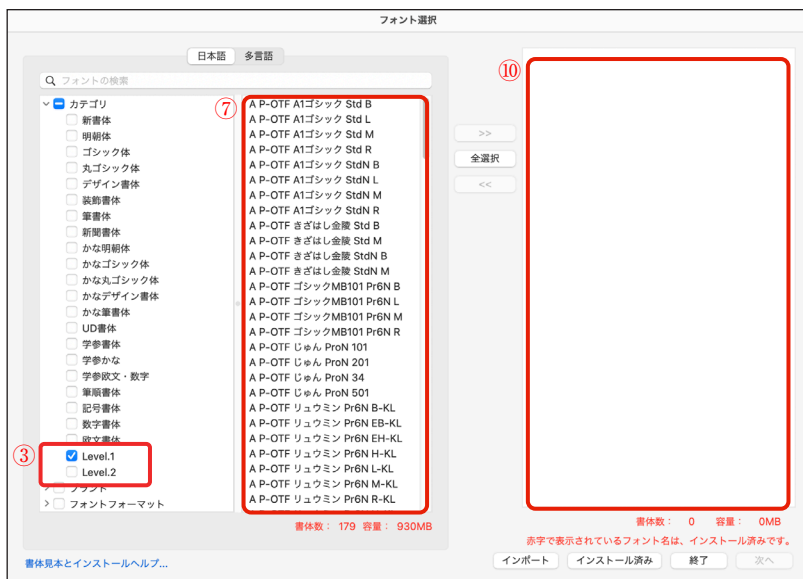 フォント選択
日本語 多言語
フォントの検索
カテゴリ
新書体
明朝体
ゴシック体
丸ゴシック体
デザイン書体
装飾書体
筆書体
新聞書体
かな明朝体
かなゴシック体
かな丸ゴシック体
かなデザイン書体
かな筆書体
UD書体
学参書体
学参かな
学参欧文・数字
筆順書体
記号書体
数字書体
欧文書体
③
Level.1
Level.2
ブランド
フォントフォーマット
⑦
A P-OTF A1ゴシック Std B
A P-OTF A1ゴシック Std L
A P-OTF A1ゴシック Std M
A P-OTF A1ゴシック Std R
A P-OTF A1ゴシック StdN B
A P-OTF A1ゴシック StdN L
A P-OTF A1ゴシック StdN M
A P-OTF A1ゴシック StdN R
A P-OTF きざはし金陵 Std B
A P-OTF きざはし金陵 Std M
A P-OTF きざはし金陵 StdN B
A P-OTF きざはし金陵 StdN M
A P-OTF ゴシックMB101 Pr6N B
A P-OTF ゴシックMB101 Pr6N L
A P-OTF ゴシックMB101 Pr6N M
A P-OTF ゴシックMB101 Pr6N R
A P-OTF じゅん ProN 101
A P-OTF じゅん ProN 201
A P-OTF じゅん ProN 34
A P-OTF じゅん ProN 501
A P-OTF リュウミン Pr6N B-KL
A P-OTF リュウミン Pr6N EB-KL
A P-OTF リュウミン Pr6N EH-KL
A P-OTF リュウミン Pr6N H-KL
A P-OTF リュウミン Pr6N L-KL
A P-OTF リュウミン Pr6N M-KL
A P-OTF リュウミン Pr6N R-KL
書体数： 179 容量： 930MB
>>
全選択
<<
⑩
書体数： 0 容量： 0MB
赤字で表示されているフォント名は、インストール済みです。
書体見本とインストールヘルプ...
インポート インストール済み 終了 次へ